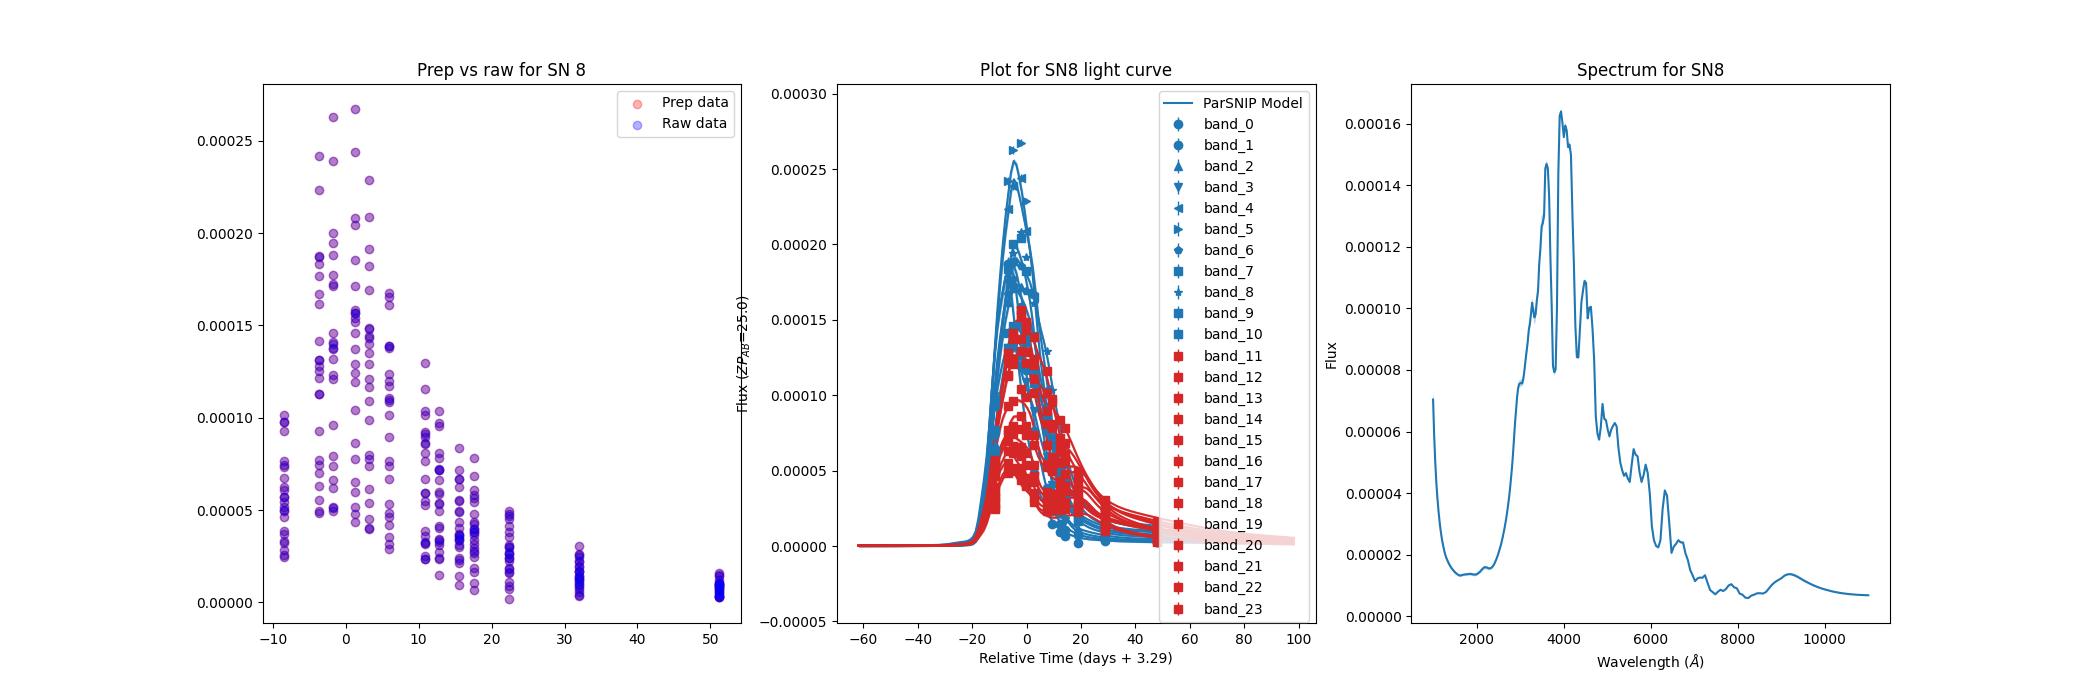 Prep vs raw for SN 8
Prep data
Raw data
0.00025
0.00020
0.00015
0.00010
0.00005
0.00000
−10
0
10
20
30
40
50
Plot for SN8 light curve
Flux (ZP_AB=25.0)
0.00030
0.00025
0.00020
0.00015
0.00010
0.00005
0.00000
−0.00005
ParSNIP Model
band_0
band_1
band_2
band_3
band_4
band_5
band_6
band_7
band_8
band_9
band_10
band_11
band_12
band_13
band_14
band_15
band_16
band_17
band_18
band_19
band_20
band_21
band_22
band_23
−60
−40
−20
0
20
40
60
80
100
Relative Time (days + 3.29)
Spectrum for SN8
Flux
0.00016
0.00014
0.00012
0.00010
0.00008
0.00006
0.00004
0.00002
0.00000
2000
4000
6000
8000
10000
Wavelength (Å)